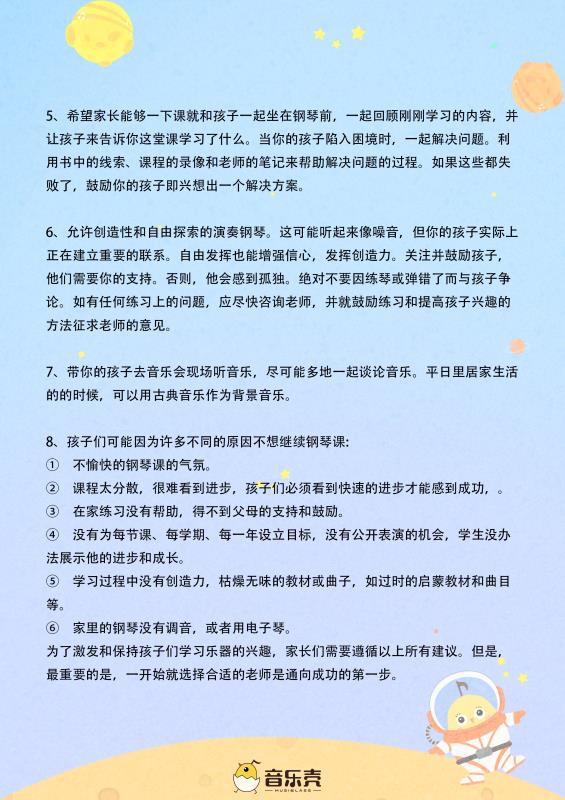 5、希望家长能够一下课就和孩子一起坐在钢琴前，一起回顾刚刚学习的内容，并
让孩子来告诉你这堂课学习了什么。当你的孩子陷入困境时，一起解决问题。利
用书中的线索、课程的录像和老师的笔记来帮助解决问题的过程。如果这些都失
败了，鼓励你的孩子即兴想出一个解决方案。
6、允许创造性和自由探索的演奏钢琴。这可能听起来像噪音，但你的孩子实际上
正在建立重要的联系。自由发挥也能增强信心，发挥创造力。关注并鼓励孩子，
他们需要你的支持。否则，他会感到孤独。绝对不要因练琴或弹错了而与孩子争
论。如有任何练习上的问题，应尽快咨询老师，并就鼓励练习和提高孩子兴趣的
方法征求老师的意见。
7、带你的孩子去音乐会现场听音乐，尽可能多地一起谈论音乐。平日里居家生活
的的时候，可以用古典音乐作为背景音乐。
8、孩子们可能因为许多不同的原因不想继续钢琴课:
① 不愉快的钢琴课的气氛。
② 课程太分散，很难看到进步，孩子们必须看到快速的进步才能感到成功，。
③ 在家练习没有帮助，得不到父母的支持和鼓励。
④ 没有为每节课、每学期、每一年设立目标，没有公开表演的机会，学生没办
法展示他的进步和成长。
⑤ 学习过程中没有创造力，枯燥无味的教材或曲子，如过时的启蒙教材和曲目
等。
⑥ 家里的钢琴没有调音，或者用电子琴。
为了激发和保持孩子们学习乐器的兴趣，家长们需要遵循以上所有建议。但是，
最重要的是，一开始就选择合适的老师是通向成功的第一步。
音乐壳
MUSIGLASS